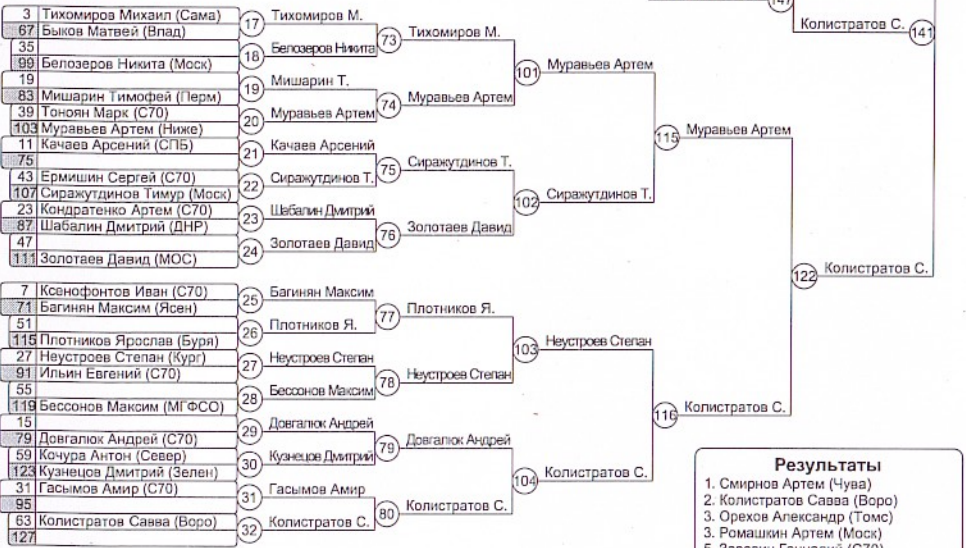 147
Колистратов С.
141
3 Тихомиров Михаил (Сама)
67 Быков Матвей (Влад)
17 Тихомиров М.
35
99 Белозеров Никита (Моск)
18 Белозеров Никита
73 Тихомиров М.
19
83 Мишарин Тимофей (Перм)
19 Мишарин Т.
39 Тоноян Марк (С70)
103 Муравьев Артем (Ниже)
20 Муравьев Артем
74 Муравьев Артем
101 Муравьев Артем
11 Качаев Арсений (СПБ)
75
21 Качаев Арсений
43 Ермишин Сергей (С70)
107 Сиражутдинов Тимур (Моск)
22 Сиражутдинов Т.
75 Сиражутдинов Т.
23 Кондратенко Артем (С70)
87 Шабалин Дмитрий (ДНР)
23 Шабалин Дмитрий
47
111 Золотаев Давид (МОС)
24 Золотаев Давид
76 Золотаев Давид
102 Сиражутдинов Т.
115 Муравьев Артем
7 Ксенофонтов Иван (С70)
71 Багинян Максим (Ясен)
25 Багинян Максим
51
115 Плотников Ярослав (Буря)
26 Плотников Я.
77 Плотников Я.
27 Неустроев Степан (Кург)
91 Ильин Евгений (С70)
27 Неустроев Степан
55
119 Бессонов Максим (МГФСО)
28 Бессонов Максим
78 Неустроев Степан
103 Неустроев Степан
15
79 Довгалюк Андрей (С70)
29 Довгалюк Андрей
59 Кочура Антон (Север)
123 Кузнецов Дмитрий (Зелен)
30 Кузнецов Дмитрий
79 Довгалюк Андрей
31 Гасымов Амир (С70)
95
31 Гасымов Амир
63 Колистратов Савва (Воро)
127
32 Колистратов С.
80 Колистратов С.
104 Колистратов С.
116 Колистратов С.
122 Колистратов С.
Результаты
1. Смирнов Артем (Чува)
2. Колистратов Савва (Воро)
3. Орехов Александр (Томс)
3. Ромашкин Артем (Моск)